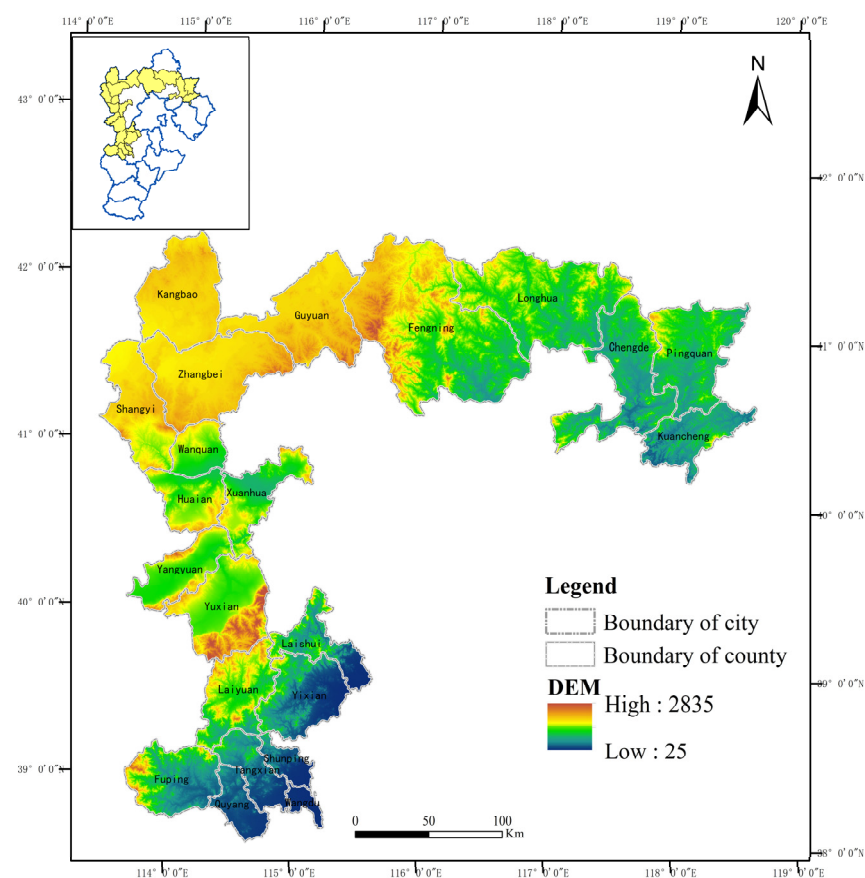 114° 0′0″E 115° 0′0″E 116° 0′0″E 117° 0′0″E 118° 0′0″E 119° 0′0″E 120° 0′0″E
N
43° 0′0″N
42° 0′0″N
42° 0′0″N
Kangbao
Longhua
Guyuan
Fengning
41° 0′0″N
Chengde
Pingquan
Zhangbei
Shangyi
41° 0′0″N
Kuancheng
Wanquan
Huaian
Xuanhua
40° 0′0″N
Yangyuan
Legend
40° 0′0″N
Yuxian
Boundary of city
Laishui
Boundary of county
DEM
39° 0′0″N
Laiyuan
Yixian
High : 2835
Low : 25
Shunping
39° 0′0″N
Tangxian
Fuping
Quyang
Wangdu
0 50 100
Km
38° 0′0″N
114° 0′0″E 115° 0′0″E 116° 0′0″E 117° 0′0″E 118° 0′0″E 119° 0′0″E